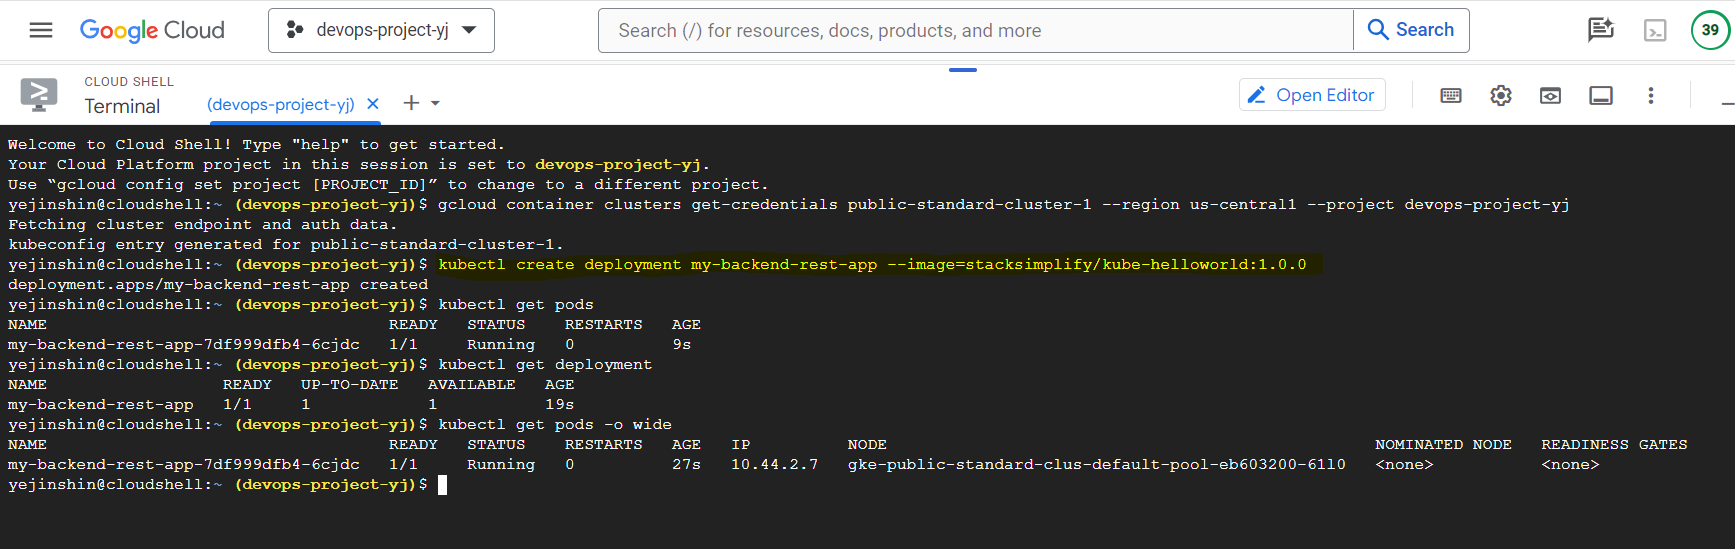 Google Cloud
devops-project-yj
Search (/) for resources, docs, products, and more
Search
39
CLOUD SHELL
Terminal
(devops-project-yj)
Open Editor
Welcome to Cloud Shell! Type "help" to get started.
Your Cloud Platform project in this session is set to devops-project-yj.
Use “gcloud config set project [PROJECT_ID]” to change to a different project.
yejinshin@cloudshell:~ (devops-project-yj)$ gcloud container clusters get-credentials public-standard-cluster-1 --region us-central1 --project devops-project-yj
Fetching cluster endpoint and auth data.
kubeconfig entry generated for public-standard-cluster-1.
yejinshin@cloudshell:~ (devops-project-yj)$ kubectl create deployment my-backend-rest-app --image=stacksimplify/kube-helloworld:1.0.0
deployment.apps/my-backend-rest-app created
yejinshin@cloudshell:~ (devops-project-yj)$ kubectl get pods
NAME READY STATUS RESTARTS AGE
my-backend-rest-app-7df999dfb4-6cjdc 1/1 Running 0 9s
yejinshin@cloudshell:~ (devops-project-yj)$ kubectl get deployment
NAME READY UP-TO-DATE AVAILABLE AGE
my-backend-rest-app 1/1 1 1 19s
yejinshin@cloudshell:~ (devops-project-yj)$ kubectl get pods -o wide
NAME READY STATUS RESTARTS AGE IP NODE NOMINATED NODE READINESS GATES
my-backend-rest-app-7df999dfb4-6cjdc 1/1 Running 0 27s 10.44.2.7 gke-public-standard-clus-default-pool-eb603200-6ll0 <none> <none>
yejinshin@cloudshell:~ (devops-project-yj)$